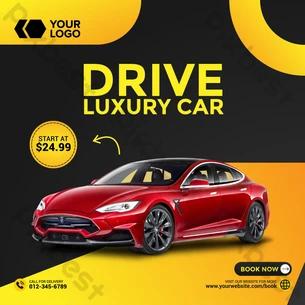 YOUR
LOGO
DRIVE
LUXURY CAR
START AT
$24.99
BOOK NOW
CALL FOR DELIVERY
012-345-6789
VISIT OUR WEBSITE FOR MORE
www.yourwebsite.com/book